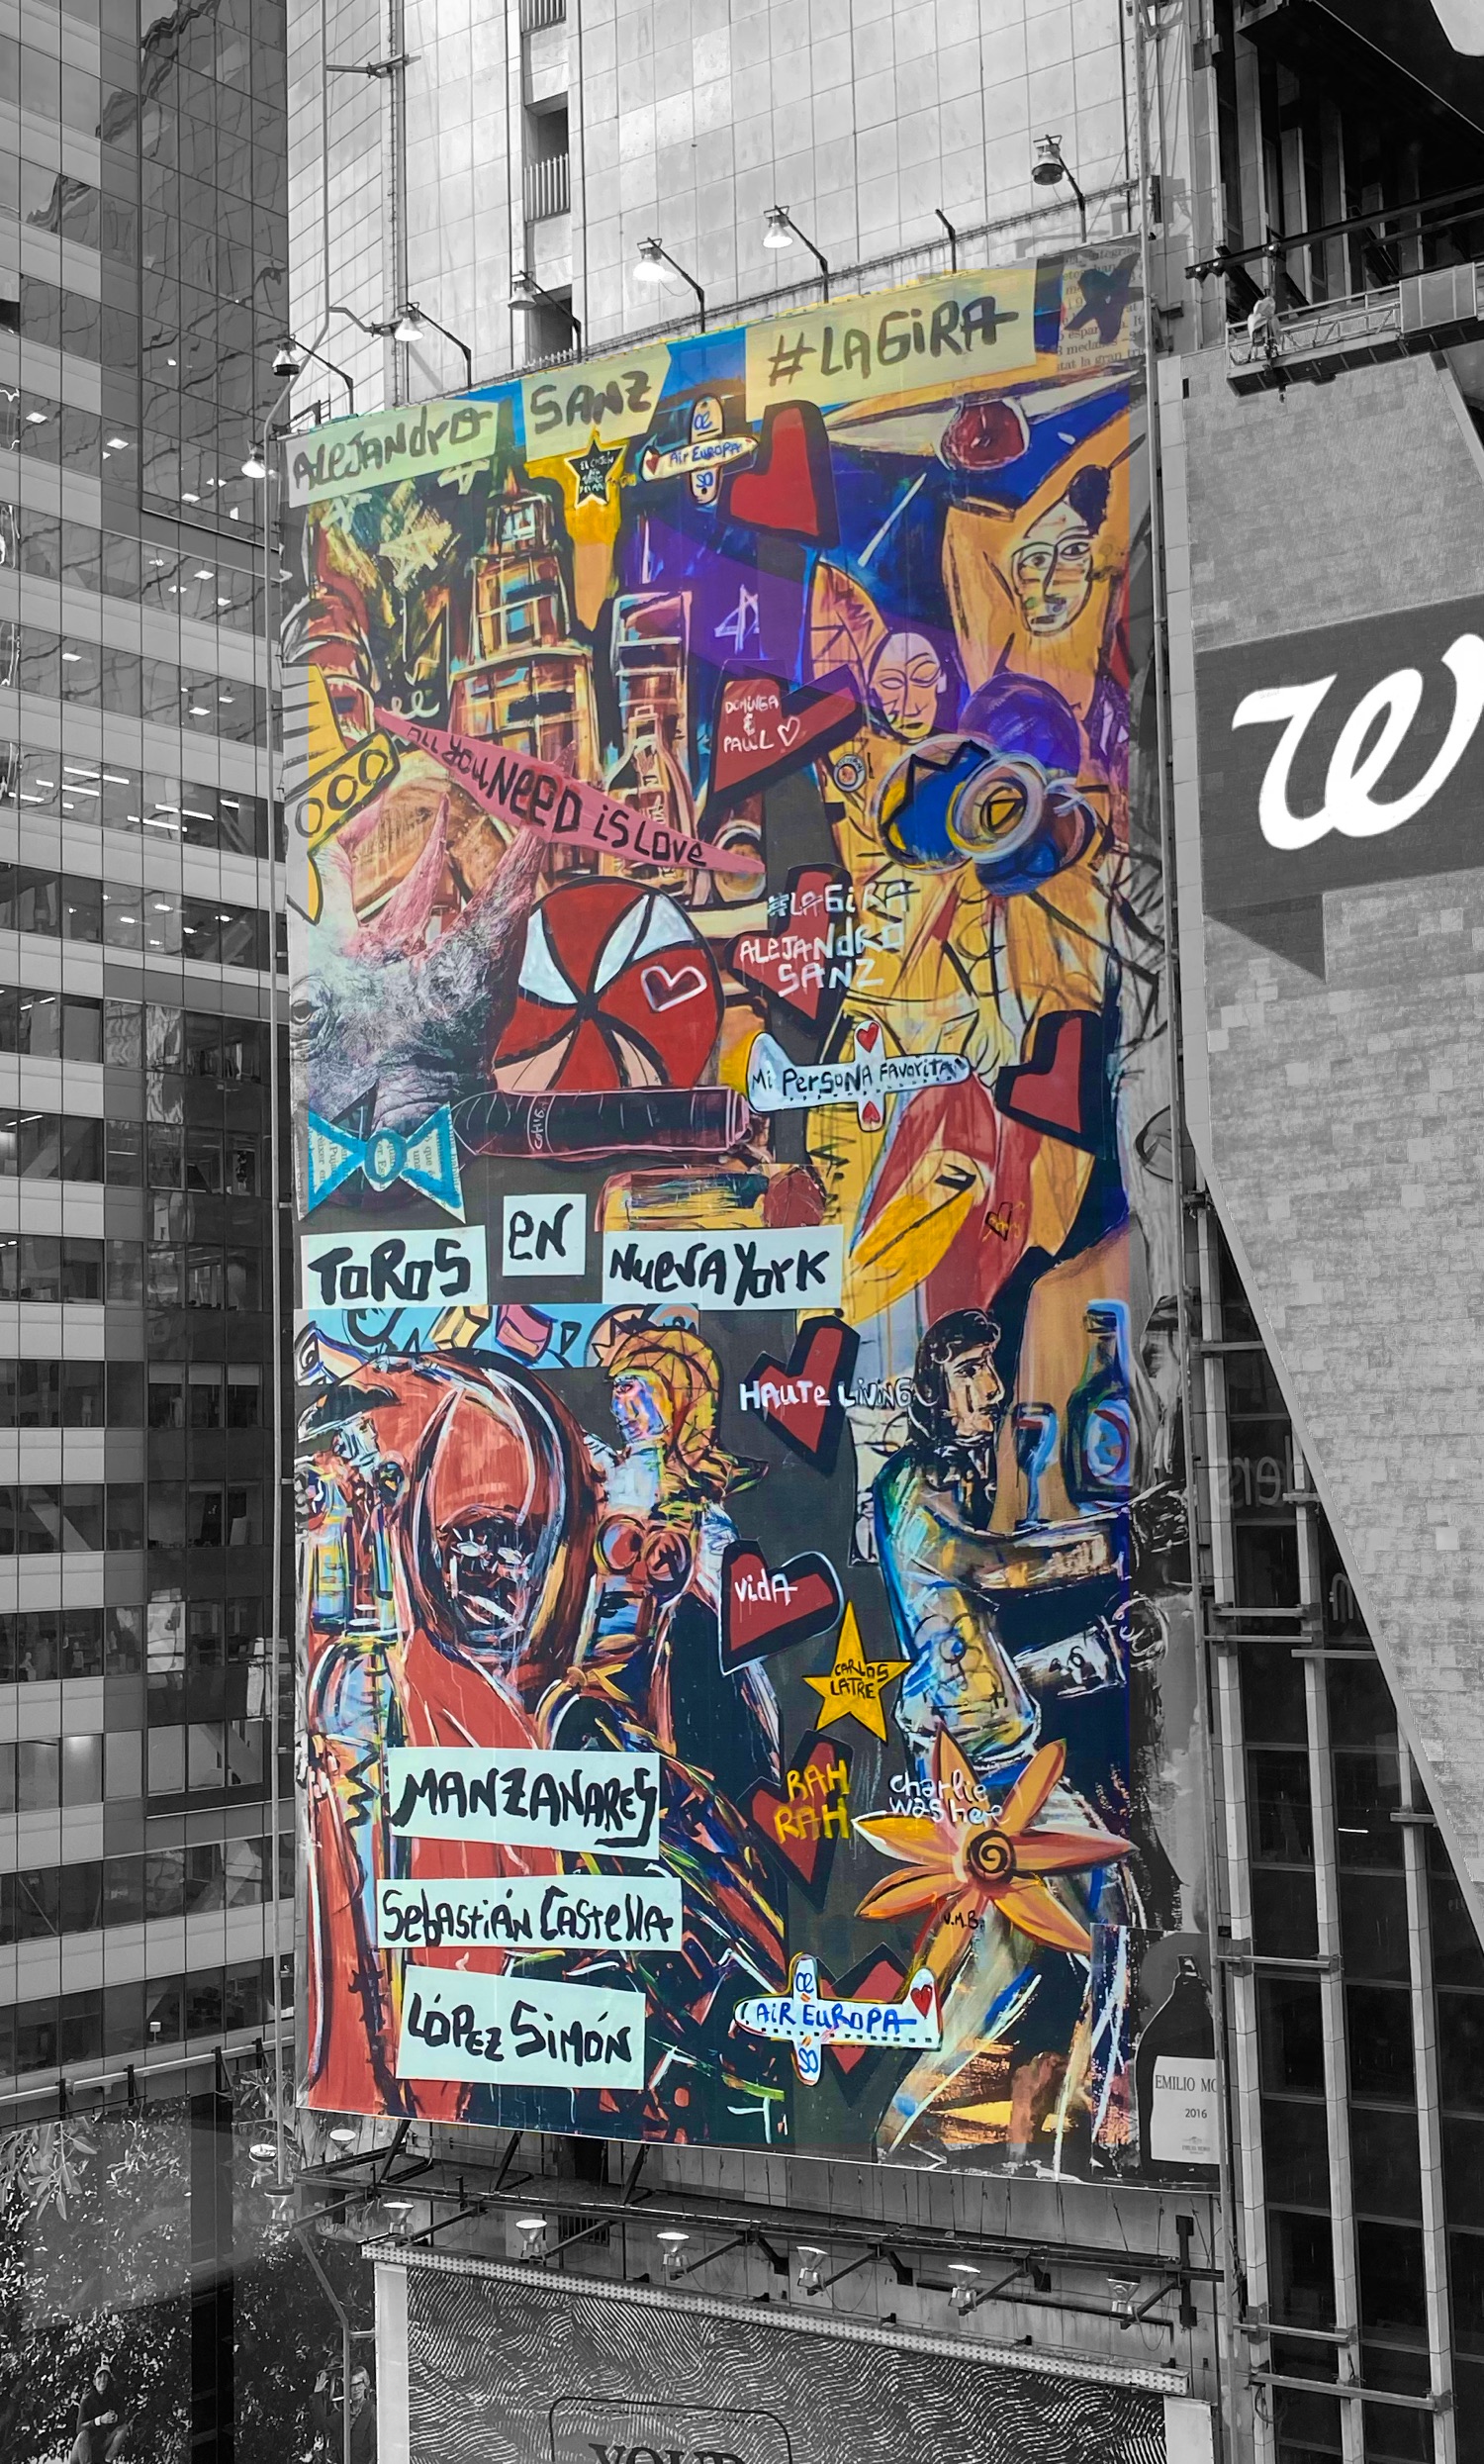 ALEJANDRO SANZ #LAGIRA
Air EUROPA
ALL YOU NEED iS LOVE
DOMINGA
&
PAUL
#LAGiRA
ALEJANDRO
SANZ
Mi PerSONA FAVORITA
COHIBA
TOROS EN NUEVA YOrK
HAUTE LiViNG
VidA
CARLOS
LATRE
RAH
RAH
charlie
was here
V.M.B.
MANZANARES
SebAStiÁN CAStellA
LÓPEZ SiMÓN
AiR EUROPA
EMILIO MO
2016
W
YOUR